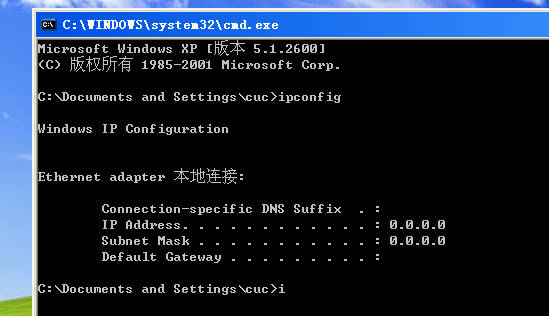 C:\WINDOWS\system32\cmd.exe
Microsoft Windows XP [版本 5.1.2600]
(C) 版权所有 1985-2001 Microsoft Corp.
C:\Documents and Settings\cuc>ipconfig
Windows IP Configuration
Ethernet adapter 本地连接:
Connection-specific DNS Suffix  . :
IP Address. . . . . . . . . . . . : 0.0.0.0
Subnet Mask . . . . . . . . . . . : 0.0.0.0
Default Gateway . . . . . . . . . :
C:\Documents and Settings\cuc>i